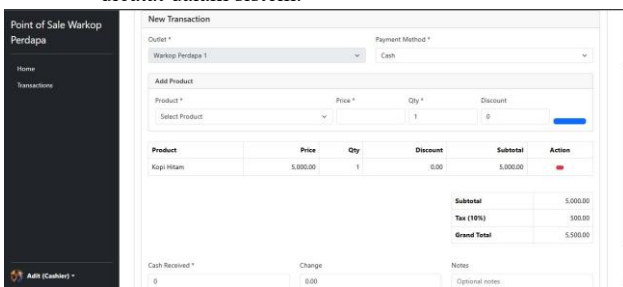 Point of Sale Warkop
Perdapa
Home
Transactions
Adit (Cashier)
New Transaction
Outlet * Payment Method *
Warkop Perdapa 1 Cash
Add Product
Product * Price * Qty * Discount
Select Product 1 0
Product Price Qty Discount Subtotal Action
Kopi Hitam 5,000.00 1 0.00 5,000.00
Subtotal 5,000.00
Tax (10%) 500.00
Grand Total 5,500.00
Cash Received * Change Notes
0 0.00 Optional notes